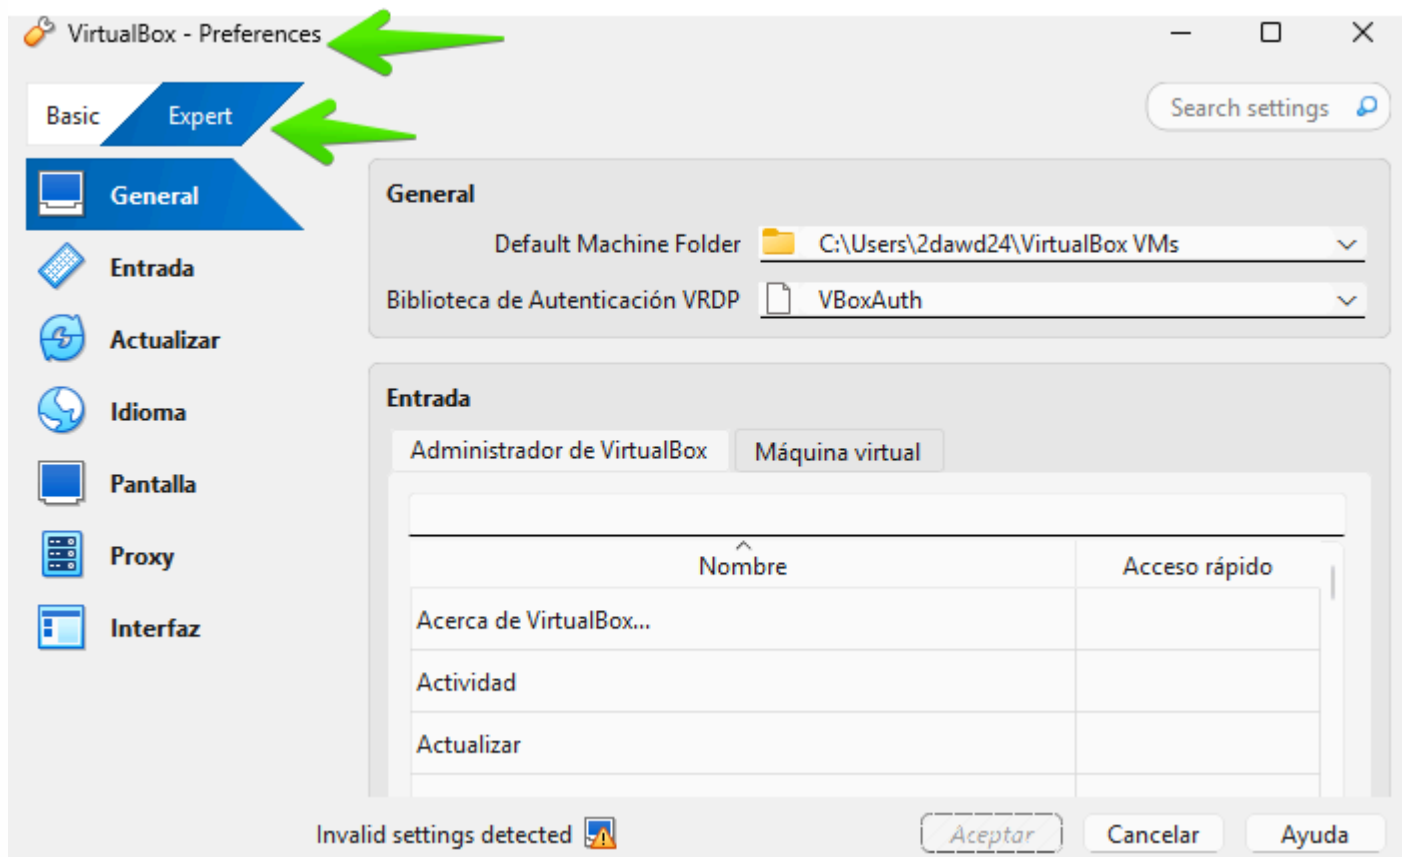 VirtualBox - Preferences
Basic
Expert
Search settings
General
Entrada
Actualizar
Idioma
Pantalla
Proxy
Interfaz
General
Default Machine Folder C:\Users\2dawd24\VirtualBox VMs
Biblioteca de Autenticación VRDP VBoxAuth
Entrada
Administrador de VirtualBox Máquina virtual
Nombre Acceso rápido
Acerca de VirtualBox...
Actividad
Actualizar
Invalid settings detected
Aceptar Cancelar Ayuda